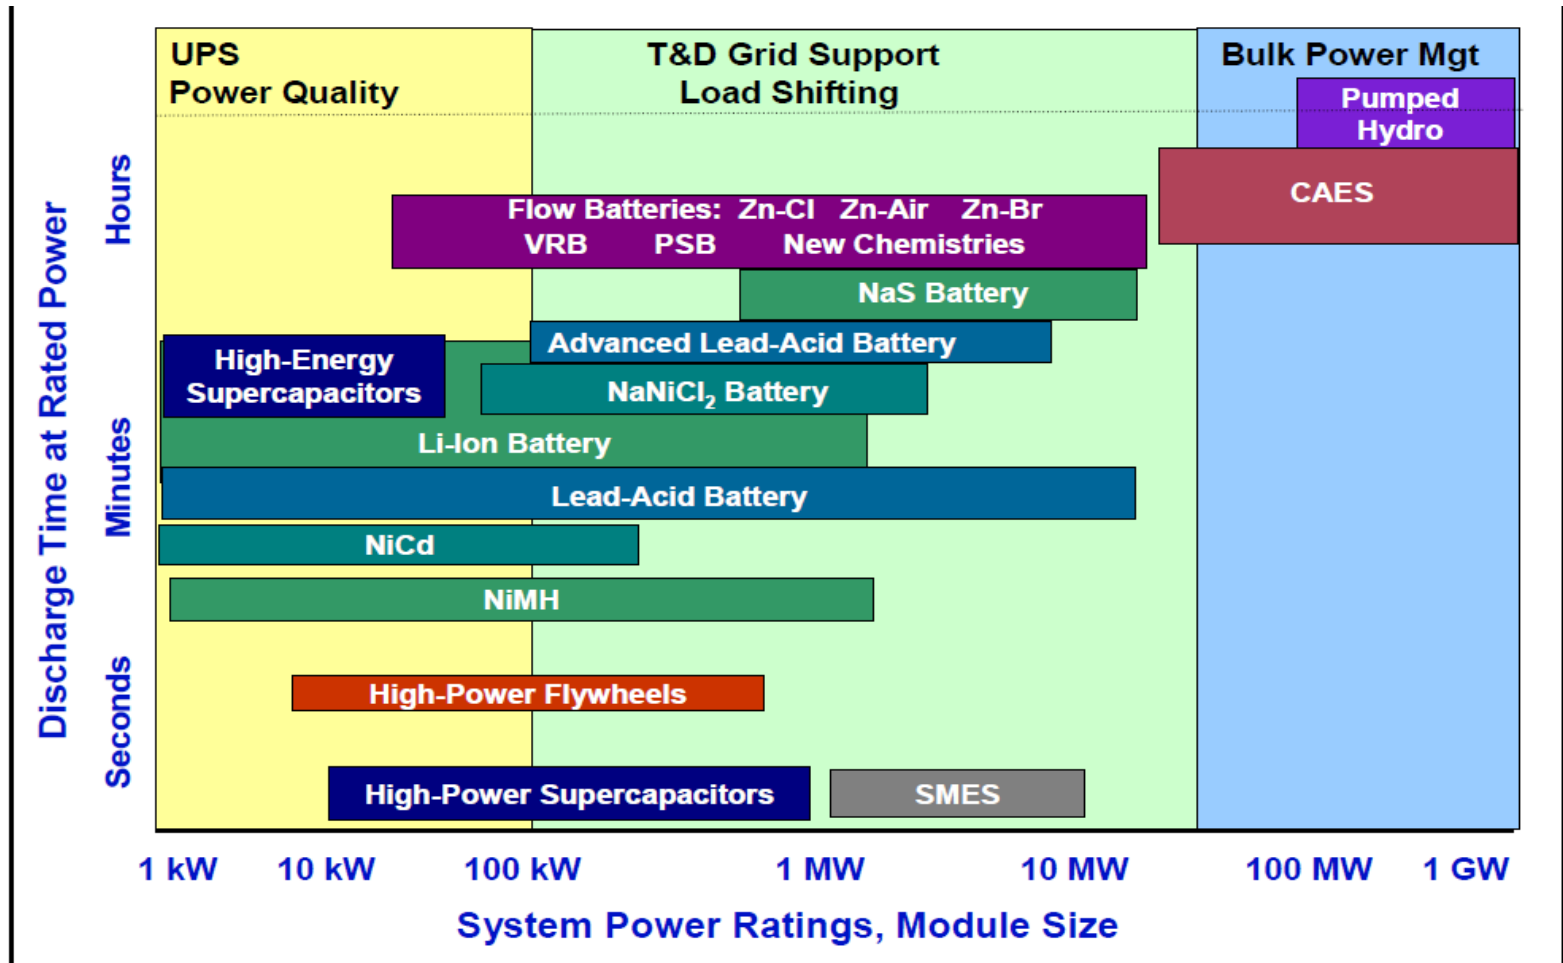 UPS
Power Quality
T&D Grid Support
Load Shifting
Bulk Power Mgt
Pumped
Hydro
CAES
Flow Batteries: Zn-Cl Zn-Air Zn-Br
VRB PSB New Chemistries
NaS Battery
Advanced Lead-Acid Battery
High-Energy
Supercapacitors
NaNiCl₂ Battery
Li-Ion Battery
Lead-Acid Battery
NiCd
NiMH
High-Power Flywheels
High-Power Supercapacitors
SMES
Discharge Time at Rated Power
Hours
Minutes
Seconds
1 kW 10 kW 100 kW 1 MW 10 MW 100 MW 1 GW
System Power Ratings, Module Size